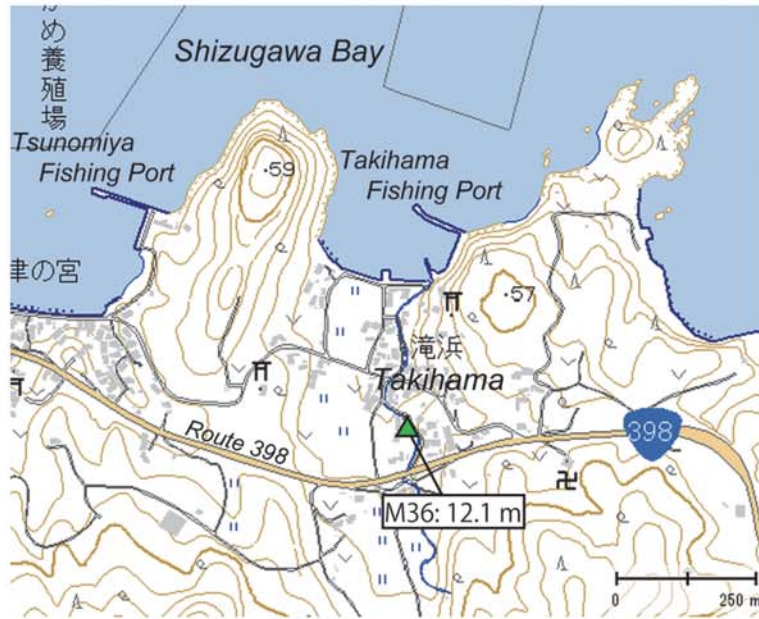 がめ養殖場
Shizugawa Bay
Tsunomiya
Fishing Port
Takihama
Fishing Port
·59
津の宮
·57
滝浜
Takihama
Route 398
398
M36: 12.1 m
0 250 m